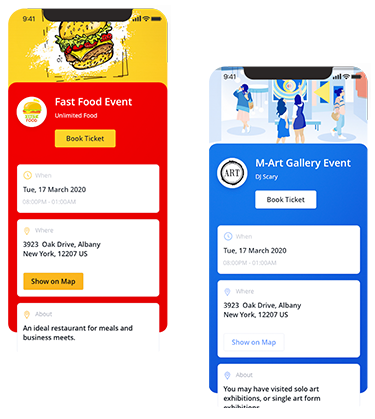 9:41
Fast Food Event
Unlimited Food
Book Ticket
When
Tue, 17 March 2020
08:00PM - 01:00AM
Where
3923 Oak Drive, Albany
New York, 12207 US
Show on Map
About
An ideal restaurant for meals and
business meets.
9:41
ART
M-Art Gallery Event
DJ Scary
Book Ticket
When
Tue, 17 March 2020
08:00PM - 01:00AM
Where
3923 Oak Drive, Albany
New York, 12207 US
Show on Map
About
You may have visited solo art
exhibitions, or single art form
exhibitions.